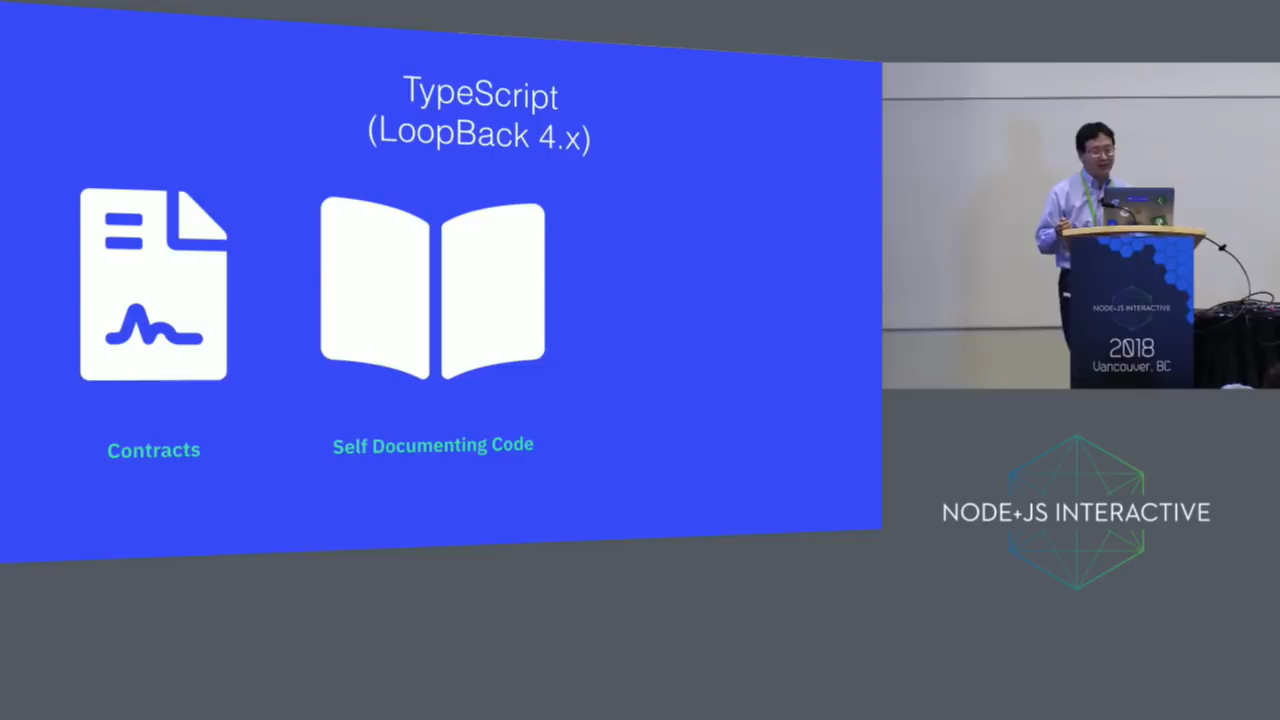 TypeScript
(LoopBack 4.x)
Contracts
Self Documenting Code
NODE+JS INTERACTIVE
2018
Vancouver, BC
NODE+JS INTERACTIVE